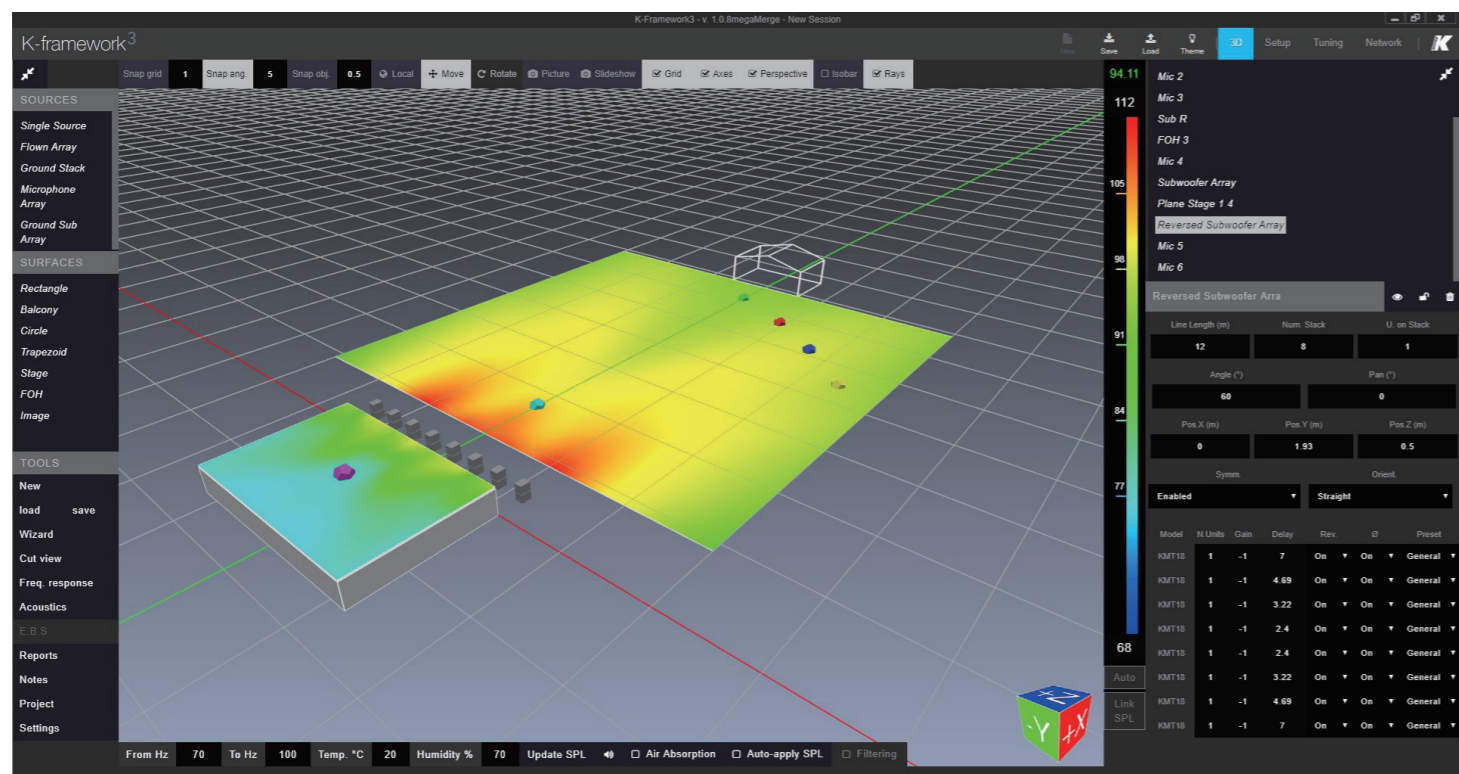 K-Framework3 - v. 1.0.8megaMerge - New Session
K-framework3
New Save Load Theme 3D Setup Tuning Network K
Snap grid 1 Snap ang. 5 Snap obj. 0.5 Local Move Rotate Picture Slideshow Grid Axes Perspective Isobar Rays
SOURCES
Single Source
Flown Array
Ground Stack
Microphone
Array
Ground Sub
Array
SURFACES
Rectangle
Balcony
Circle
Trapezoid
Stage
FOH
Image
TOOLS
New
load save
Wizard
Cut view
Freq. response
Acoustics
E.B.S
Reports
Notes
Project
Settings
+Z
-Y
+X
From Hz 70 To Hz 100 Temp. °C 20 Humidity % 70 Update SPL Air Absorption Auto-apply SPL Filtering
94.11
112
105
98
91
84
77
68
Auto
Link
SPL
Mic 2
Mic 3
Sub R
FOH 3
Mic 4
Subwoofer Array
Plane Stage 1 4
Reversed Subwoofer Array
Mic 5
Mic 6
Reversed Subwoofer Arra
Line Length (m) Num. Stack U. on Stack
12 8 1
Angle (°) Pan (°)
60 0
Pos.X (m) Pos.Y (m) Pos.Z (m)
0 1.93 0.5
Symm. Orient.
Enabled Straight
Model N.Units Gain Delay Rev. Ø Preset
KMT18 1 -1 7 On On General
KMT18 1 -1 4.69 On On General
KMT18 1 -1 3.22 On On General
KMT18 1 -1 2.4 On On General
KMT18 1 -1 2.4 On On General
KMT18 1 -1 3.22 On On General
KMT18 1 -1 4.69 On On General
KMT18 1 -1 7 On On General